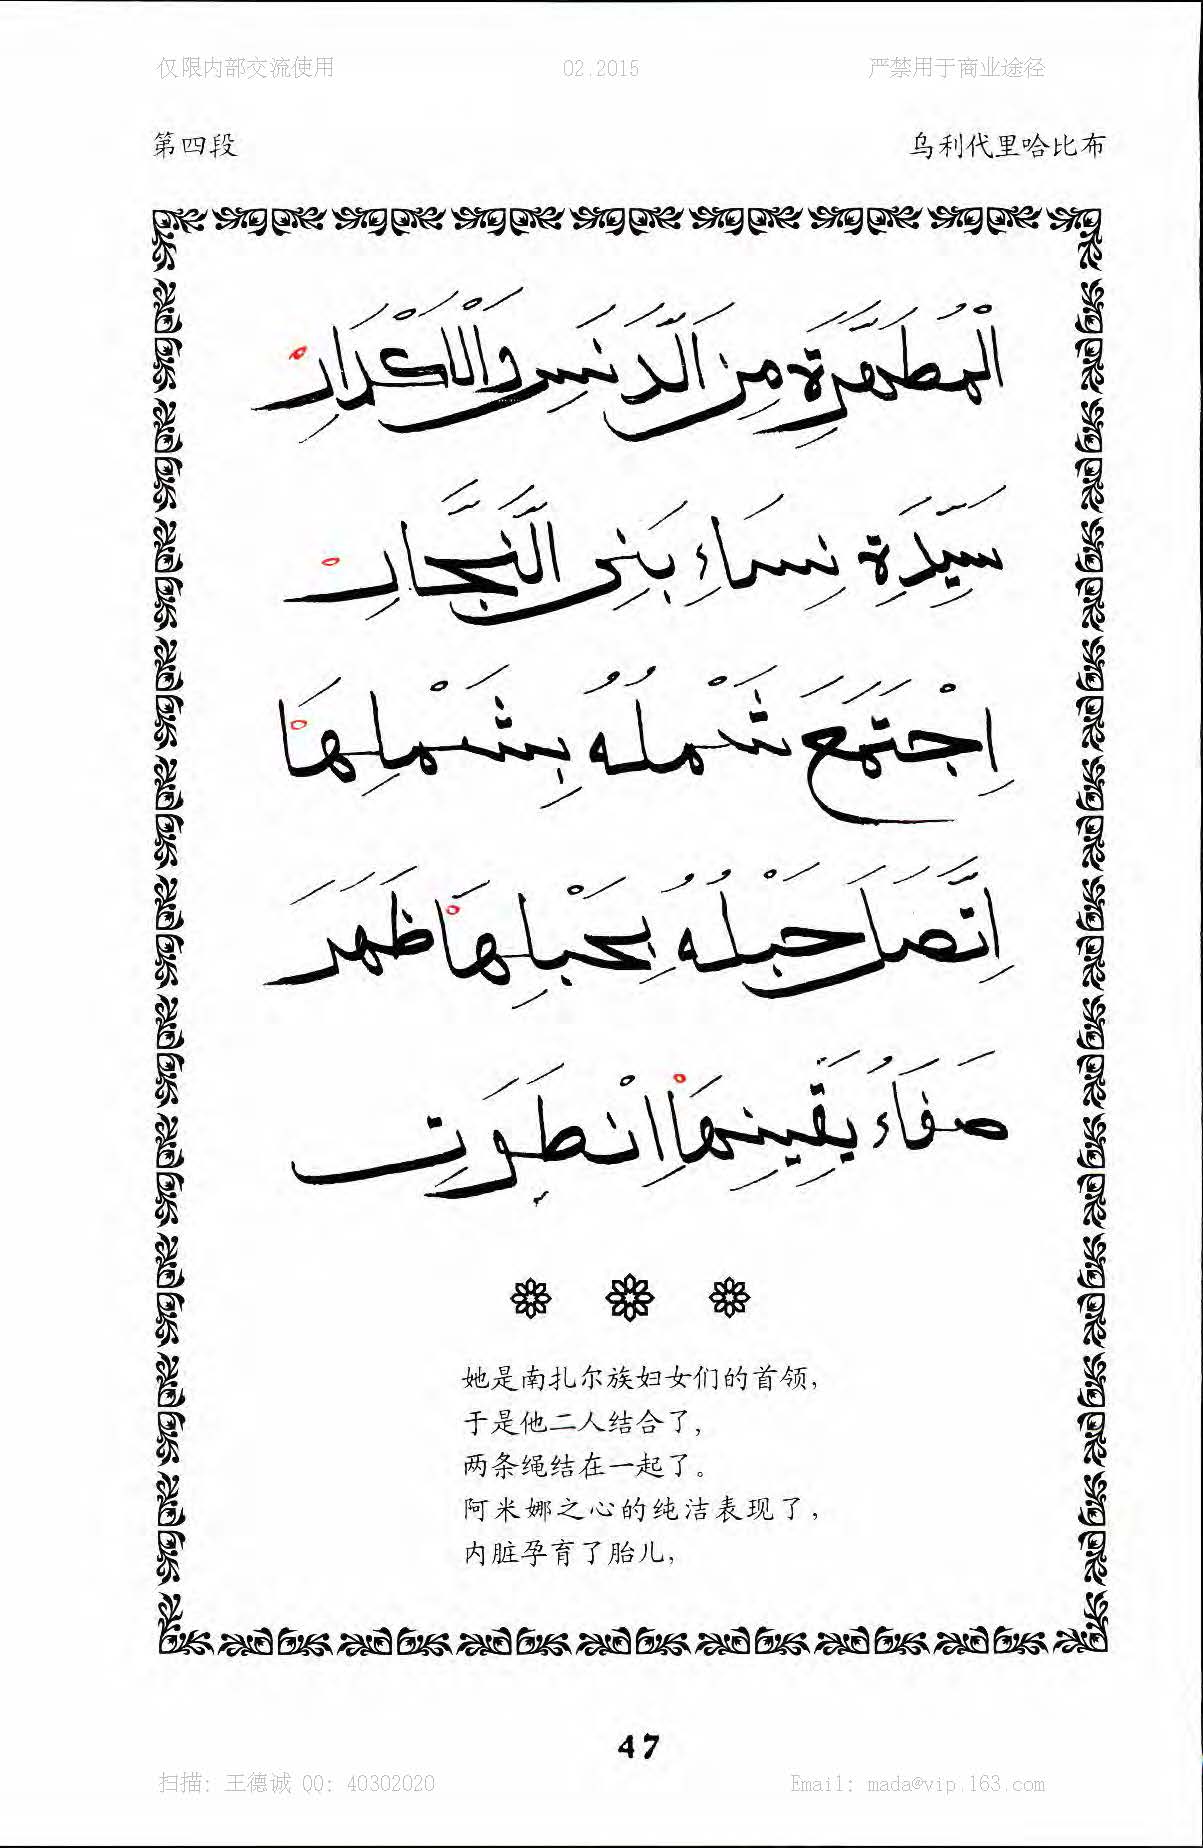 仅限内部交流使用 02.2015 严禁用于商业途径
第四段 乌利代里哈比布
الْمُطَهَّرَةِ مِنَ الدَّنَسِ وَالْاَكْدَارِ
سَيِّدَةِ نِسَاءِ بَنِى النَّجَّارِ
اِجْتَمَعَ شَمْلُهُ بِشَمْلِهَا
اِتَّصَلَ حَبْلُهُ بِحَبْلِهَا ظَهَرَ
صَفَاءُ يَقِينِهَا اِنْطَوَتِ
她是南扎尔族妇女们的首领，
于是他二人结合了，
两条绳结在一起了。
阿米娜之心的纯洁表现了，
内脏孕育了胎儿，
47
扫描: 王德诚 QQ: 40302020 Email: mada@vip.163.com